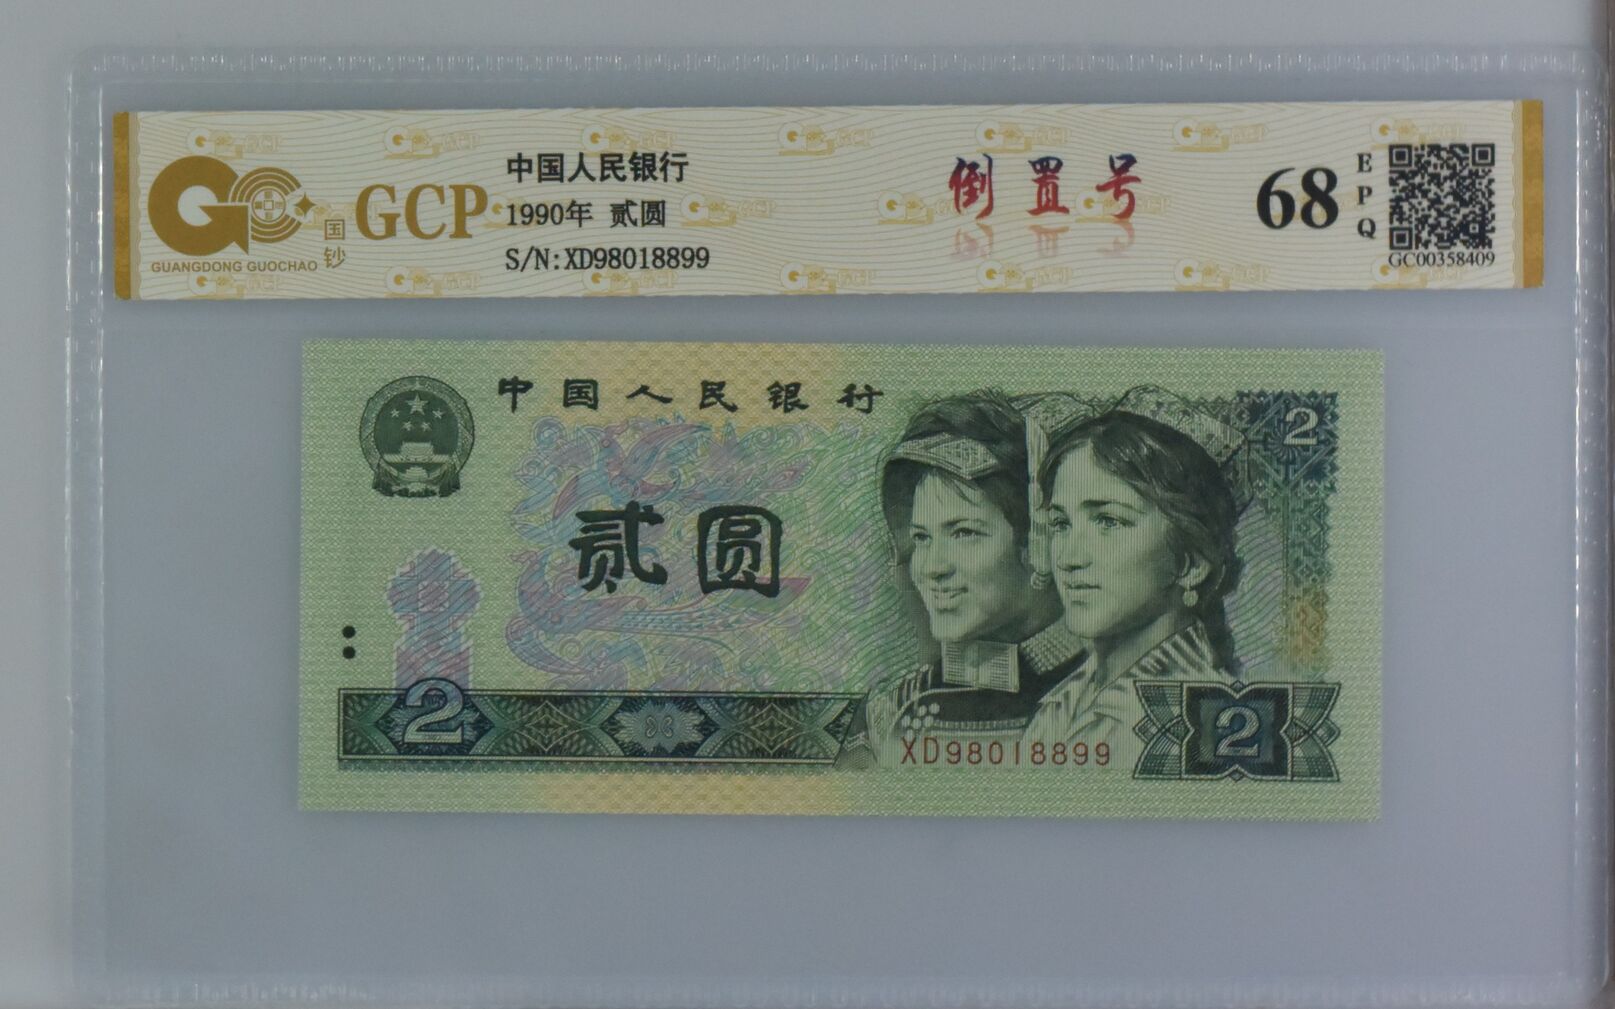 GCP
国钞
GUANGDONG GUOCHAO
中国人民银行
1990年 贰圆
S/N:XD98018899
倒置号
68
EPQ
GC00358409
中国人民银行
2
贰圆
2
XD98018899
2